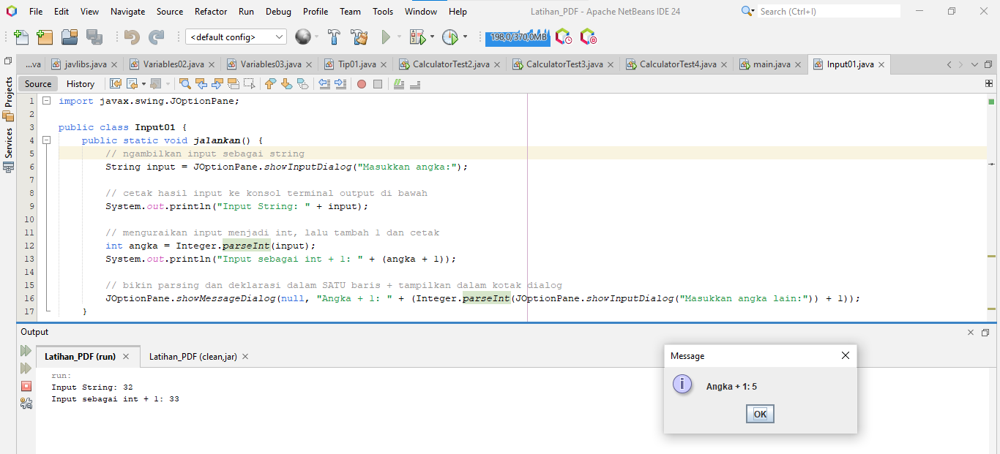 File Edit View Navigate Source Refactor Run Debug Profile Team Tools Window Help Latihan_PDF - Apache NetBeans IDE 24 Search (Ctrl+I)
<default config> 198,0/370,0MB
...va javlibs.java Variables02.java Variables03.java Tip01.java CalculatorTest2.java CalculatorTest3.java CalculatorTest4.java main.java Input01.java
Source History
Projects
Services
1 import javax.swing.JOptionPane;
2
3 public class Input01 {
4 public static void jalankan() {
5 // ngambilkan input sebagai string
6 String input = JOptionPane.showInputDialog("Masukkan angka:");
7
8 // cetak hasil input ke konsol terminal output di bawah
9 System.out.println("Input String: " + input);
10
11 // menguraikan input menjadi int, lalu tambah 1 dan cetak
12 int angka = Integer.parseInt(input);
13 System.out.println("Input sebagai int + 1: " + (angka + 1));
14
15 // bikin parsing dan deklarasi dalam SATU baris + tampilkan dalam kotak dialog
16 JOptionPane.showMessageDialog(null, "Angka + 1: " + (Integer.parseInt(JOptionPane.showInputDialog("Masukkan angka lain:")) + 1));
17 }
Output
Latihan_PDF (run) Latihan_PDF (clean,jar)
run:
Input String: 32
Input sebagai int + 1: 33
Message
Angka + 1: 5
OK